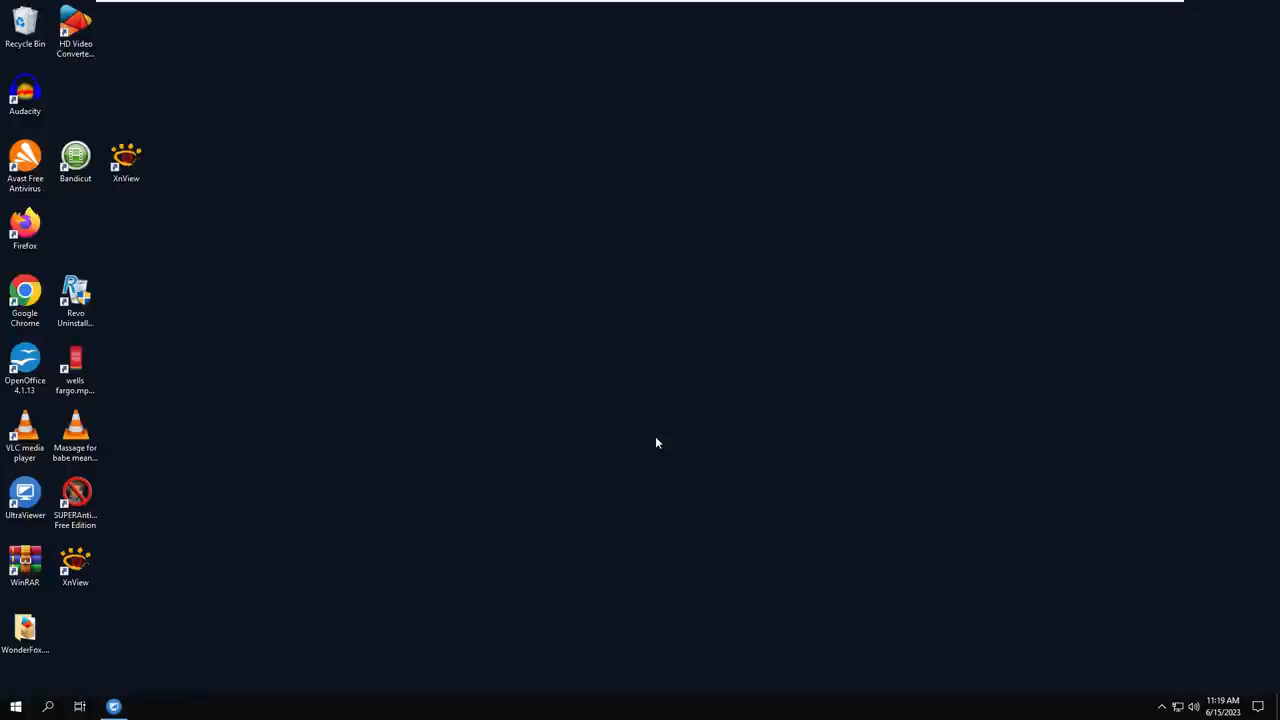 Recycle Bin
HD Video
Converte...
Audacity
Avast Free
Antivirus
Bandicut
XnView
Firefox
Google
Chrome
Revo
Uninstall...
OpenOffice
4.1.13
wells
fargo.mp...
VLC media
player
Massage for
babe mean...
UltraViewer
SUPERAnti...
Free Edition
WinRAR
XnView
WonderFox....
11:19 AM
6/15/2023